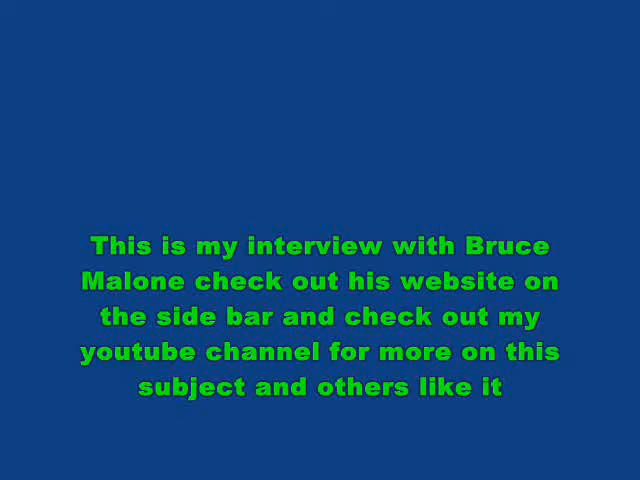 This is my interview with Bruce
Malone check out his website on
the side bar and check out my
youtube channel for more on this
subject and others like it